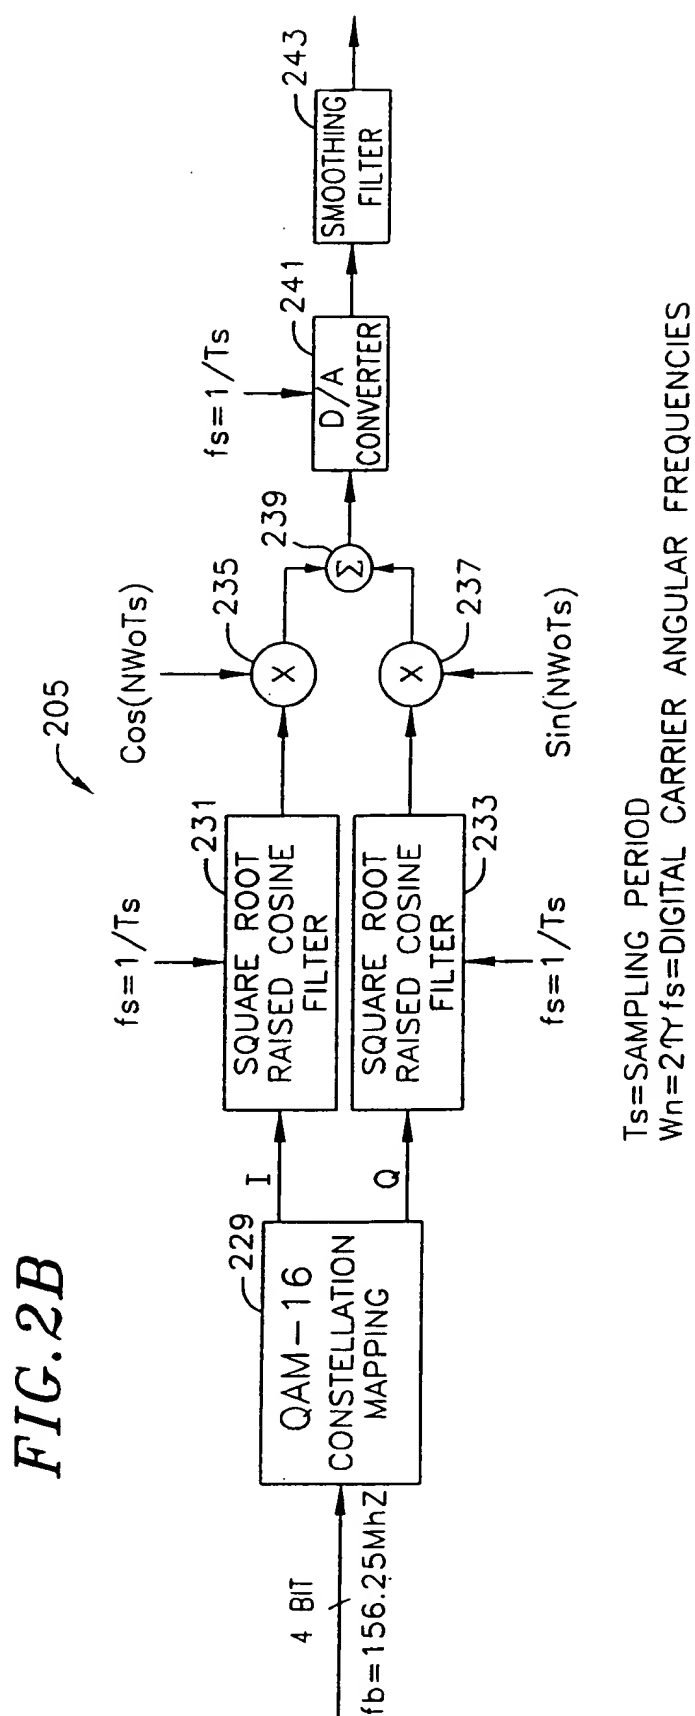 FIG.2B
205
4 BIT
fb=156.25MhZ
229
QAM-16
CONSTELLATION
MAPPING
I
Q
fs=1/Ts
231
SQUARE ROOT
RAISED COSINE
FILTER
SQUARE ROOT
RAISED COSINE
FILTER
233
fs=1/Ts
Cos(NWoTs)
235
X
X
237
Sin(NWoTs)
239
Σ
fs=1/Ts
241
D/A
CONVERTER
243
SMOOTHING
FILTER
Ts=SAMPLING PERIOD
Wn=2πfs=DIGITAL CARRIER ANGULAR FREQUENCIES